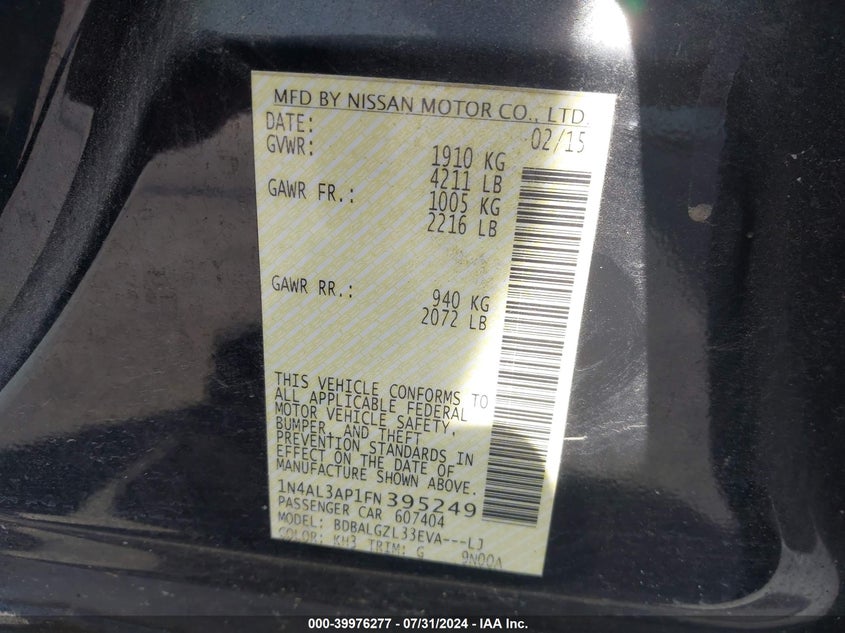 MFD BY NISSAN MOTOR CO., LTD.
DATE: 02/15
GVWR: 1910 KG
4211 LB
GAWR FR.: 1005 KG
2216 LB
GAWR RR.: 940 KG
2072 LB
THIS VEHICLE CONFORMS TO
ALL APPLICABLE FEDERAL
MOTOR VEHICLE SAFETY,
BUMPER, AND THEFT
PREVENTION STANDARDS IN
EFFECT ON THE DATE OF
MANUFACTURE SHOWN ABOVE.
1N4AL3AP1FN395249
PASSENGER CAR 607404
MODEL: BDBALGZL33EVA---LJ
COLOR: KH3 TRIM: G 9N00A
000-39976277 - 07/31/2024 - IAA Inc.